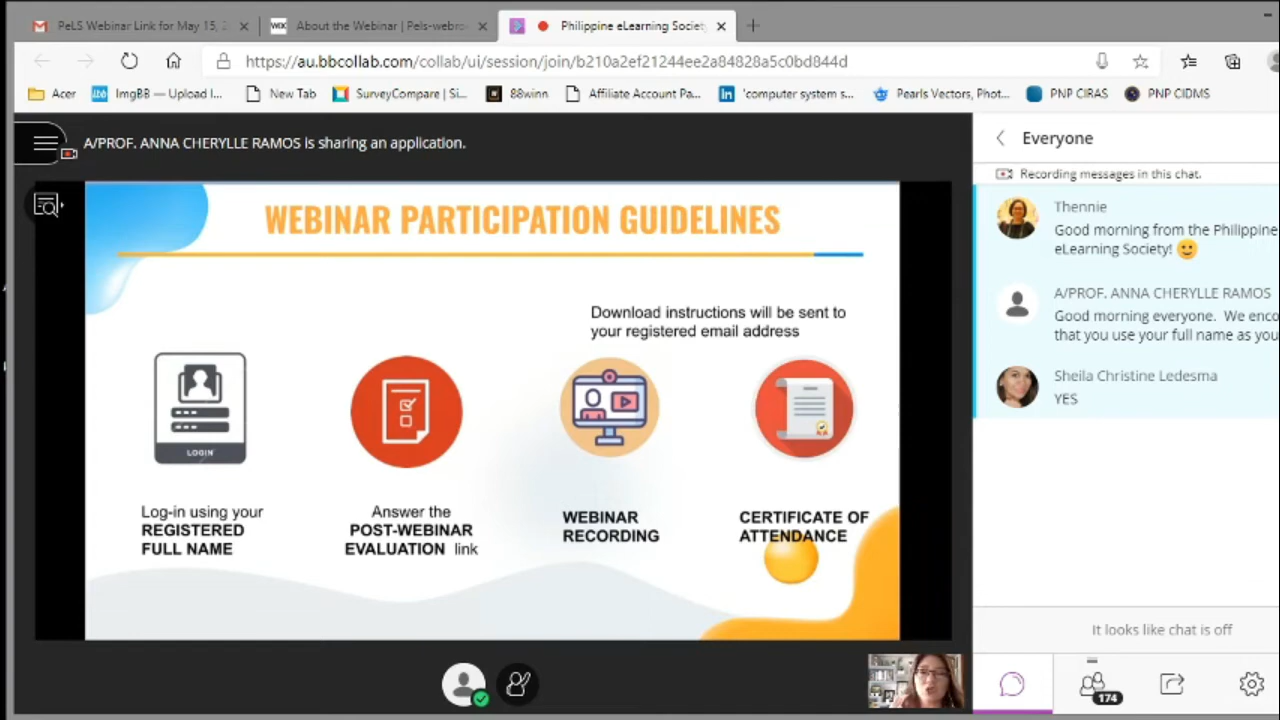 PeLS Webinar Link for May 15, 2
About the Webinar | Pels-webro
Philippine eLearning Societ
https://au.bbcollab.com/collab/ui/session/join/b210a2ef21244ee2a84828a5c0bd844d
Acer
ImgBB — Upload I...
New Tab
SurveyCompare | Si...
88winn
Affiliate Account Pa...
'computer system s...
Pearls Vectors, Phot...
PNP CIRAS
PNP CIDMS
A/PROF. ANNA CHERYLLE RAMOS is sharing an application.
WEBINAR PARTICIPATION GUIDELINES
Download instructions will be sent to
your registered email address
LOGIN
Log-in using your
REGISTERED
FULL NAME
Answer the
POST-WEBINAR
EVALUATION link
WEBINAR
RECORDING
CERTIFICATE OF
ATTENDANCE
Everyone
Recording messages in this chat.
Thennie
Good morning from the Philippine
eLearning Society!
A/PROF. ANNA CHERYLLE RAMOS
Good morning everyone. We enco
that you use your full name as you
Sheila Christine Ledesma
YES
It looks like chat is off
174